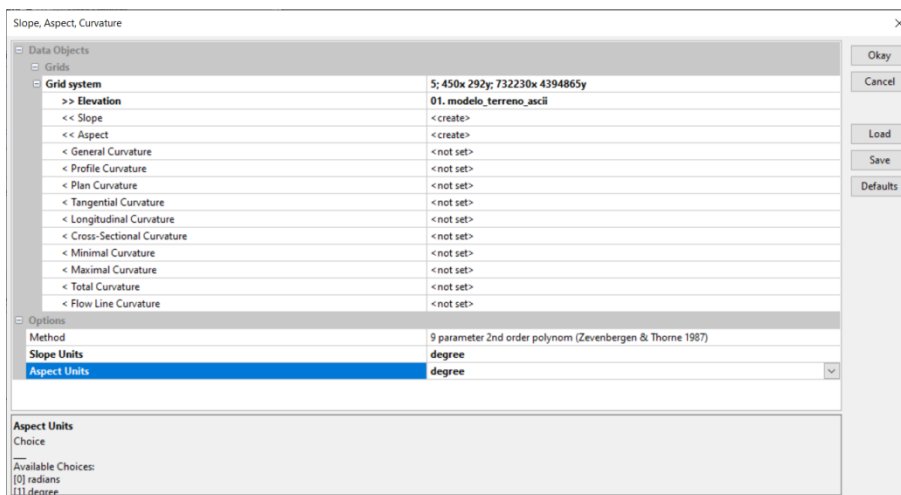 Slope, Aspect, Curvature
Data Objects
Grids
Grid system 5; 450x 292y; 732230x 4394865y
>> Elevation 01. modelo_terreno_ascii
<< Slope <create>
<< Aspect <create>
< General Curvature <not set>
< Profile Curvature <not set>
< Plan Curvature <not set>
< Tangential Curvature <not set>
< Longitudinal Curvature <not set>
< Cross-Sectional Curvature <not set>
< Minimal Curvature <not set>
< Maximal Curvature <not set>
< Total Curvature <not set>
< Flow Line Curvature <not set>
Options
Method 9 parameter 2nd order polynom (Zevenbergen & Thorne 1987)
Slope Units degree
Aspect Units degree
Aspect Units
Choice
__
Available Choices:
[0] radians
[1] degree
Okay
Cancel
Load
Save
Defaults